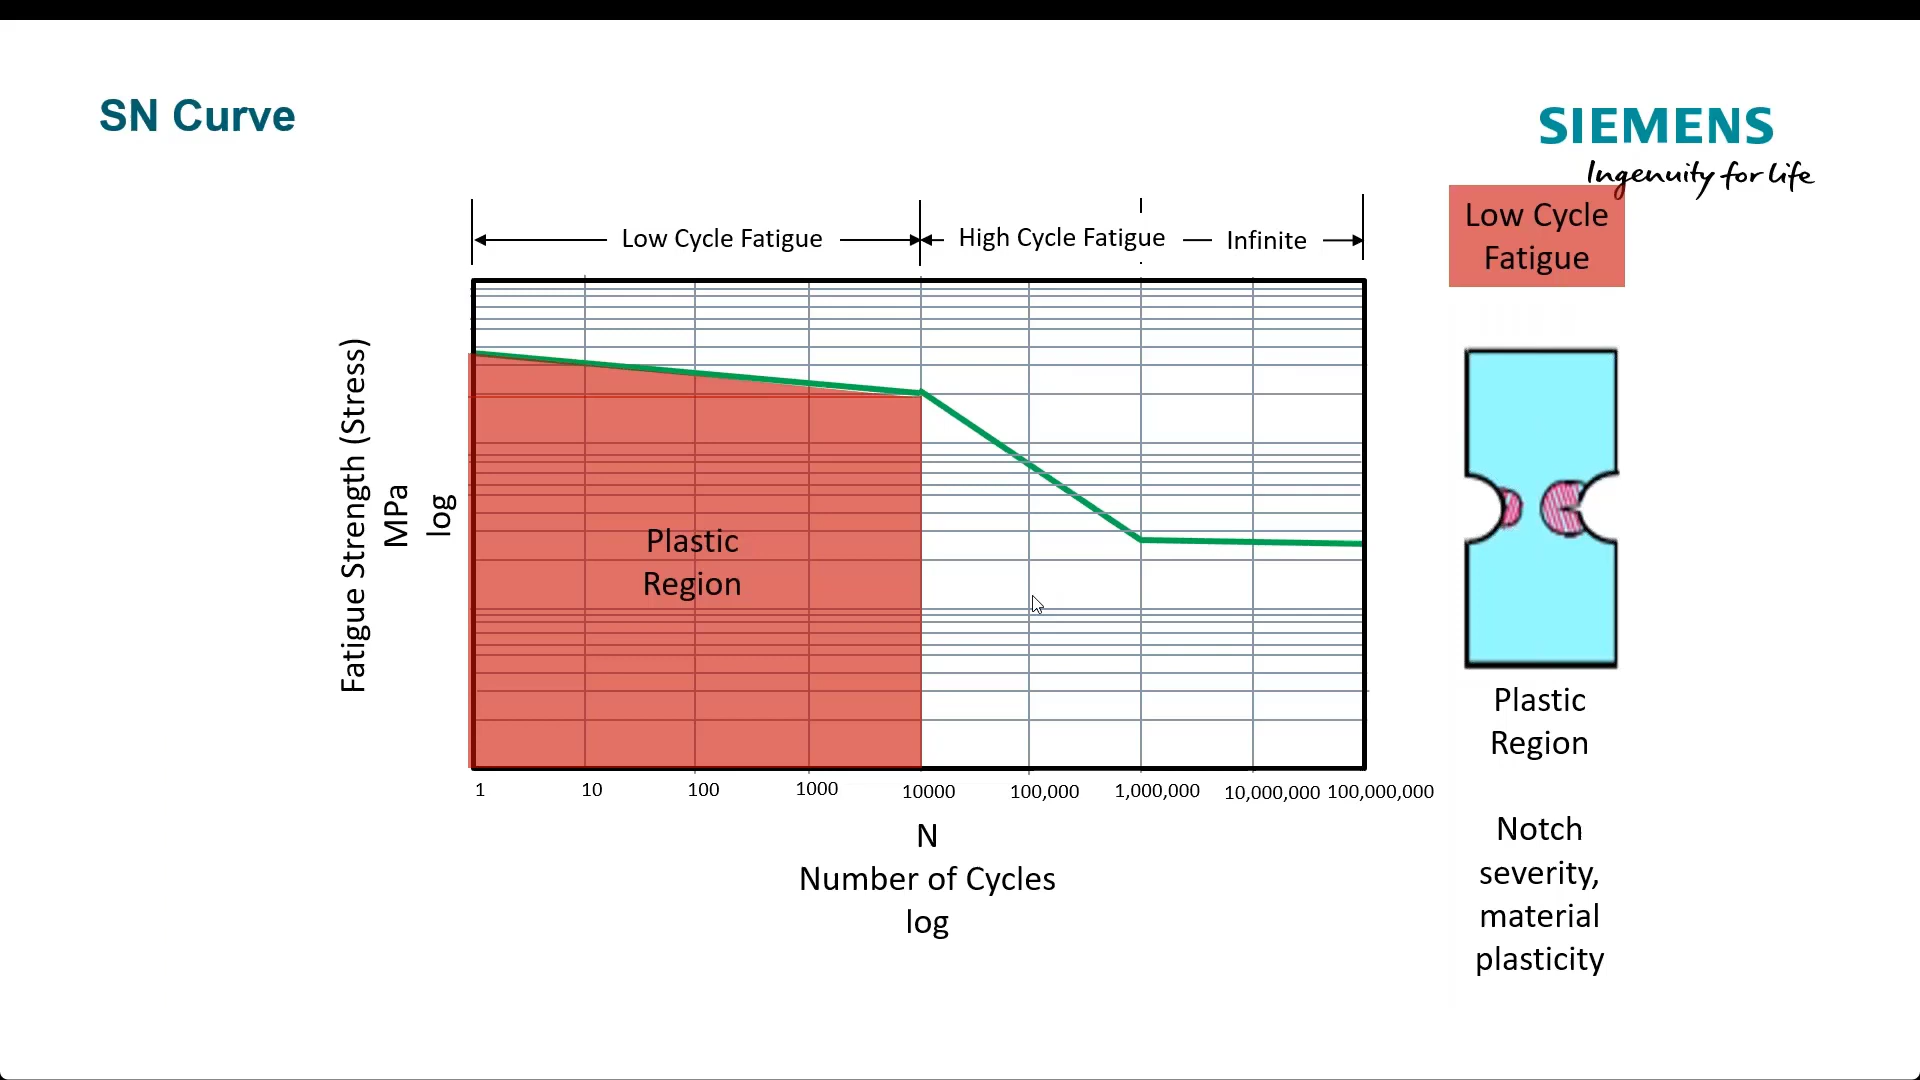 SN Curve
SIEMENS
Ingenuity for life
Low Cycle Fatigue
High Cycle Fatigue
Infinite
Low Cycle
Fatigue
Fatigue Strength (Stress)
MPa
log
Plastic
Region
1
10
100
1000
10000
100,000
1,000,000
10,000,000
100,000,000
N
Number of Cycles
log
Plastic
Region
Notch
severity,
material
plasticity